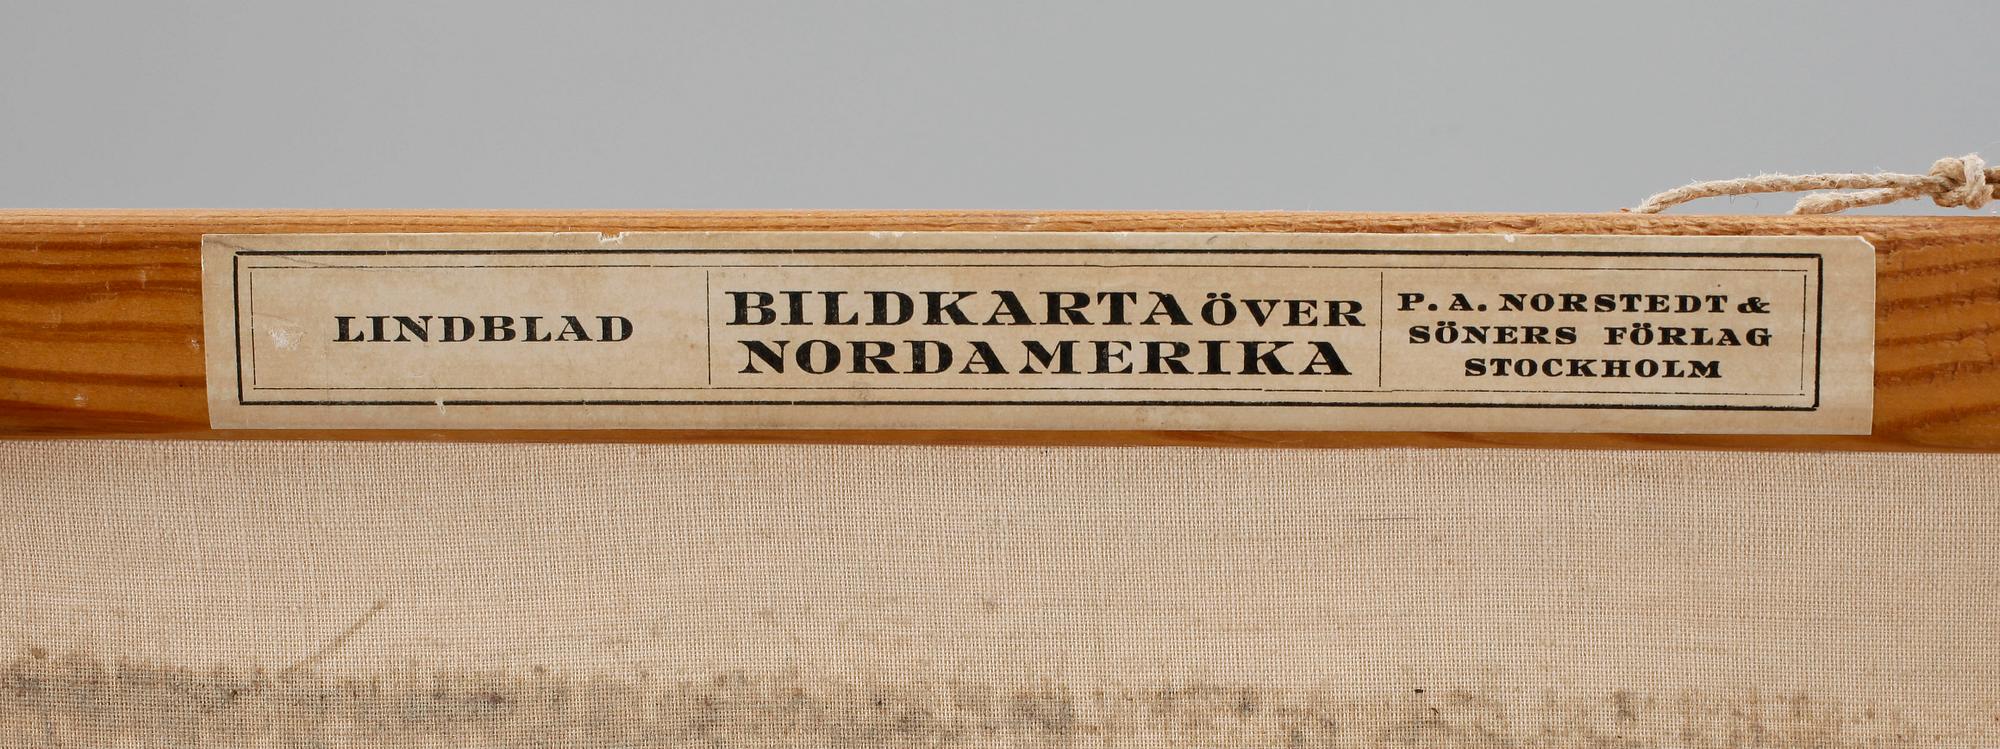 LINDBLAD
BILDKARTA ÖVER
NORDAMERIKA
P. A. NORSTEDT &
SÖNERS FÖRLAG
STOCKHOLM